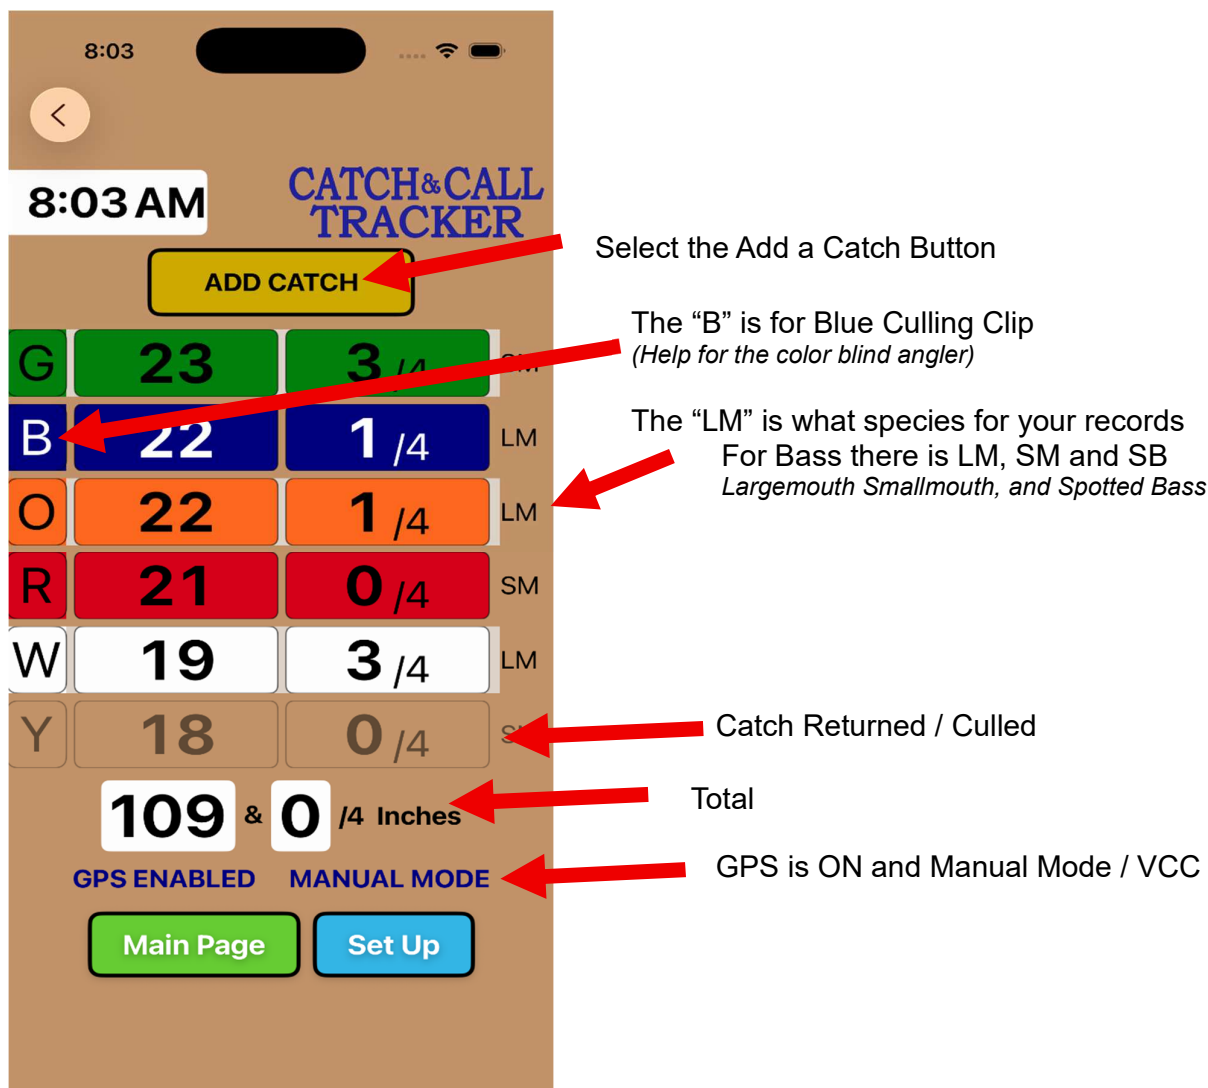 8:03
8:03 AM
CATCH&CALL
TRACKER
ADD CATCH
Select the Add a Catch Button
The “B” is for Blue Culling Clip
(Help for the color blind angler)
G 23 3 /4 SM
B 22 1 /4 LM
The “LM” is what species for your records
For Bass there is LM, SM and SB
Largemouth Smallmouth, and Spotted Bass
O 22 1 /4 LM
R 21 0 /4 SM
W 19 3 /4 LM
Y 18 0 /4
Catch Returned / Culled
109 & 0 /4 Inches
Total
GPS ENABLED MANUAL MODE
GPS is ON and Manual Mode / VCC
Main Page Set Up